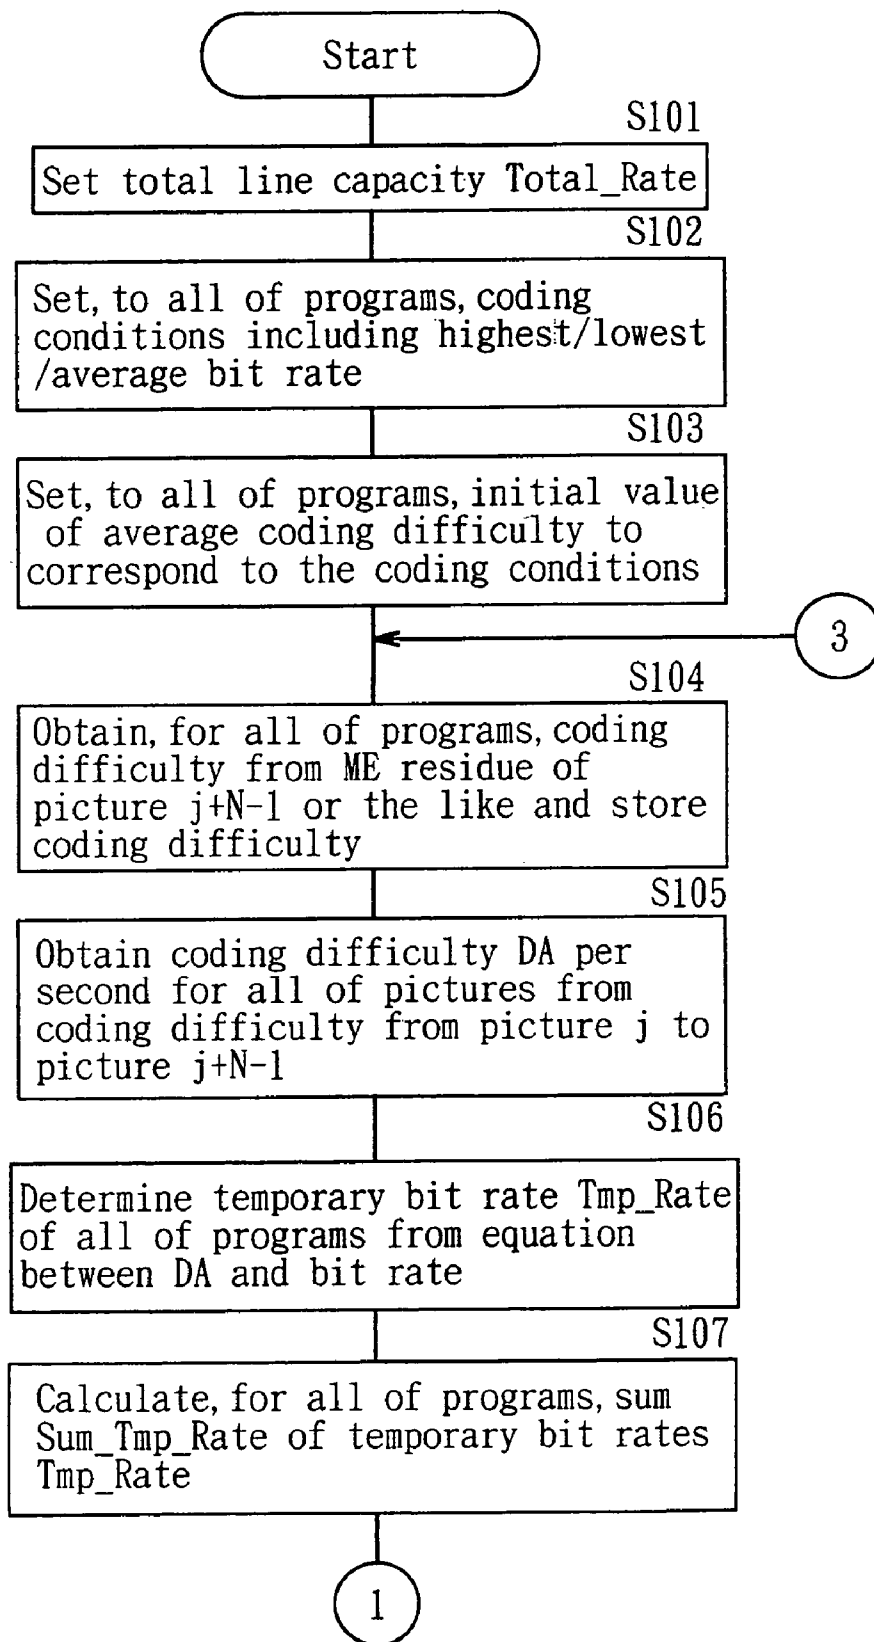 Start
S101
Set total line capacity Total_Rate
S102
Set, to all of programs, coding
conditions including highest/lowest
/average bit rate
S103
Set, to all of programs, initial value
of average coding difficulty to
correspond to the coding conditions
3
S104
Obtain, for all of programs, coding
difficulty from ME residue of
picture j+N-1 or the like and store
coding difficulty
S105
Obtain coding difficulty DA per
second for all of pictures from
coding difficulty from picture j to
picture j+N-1
S106
Determine temporary bit rate Tmp_Rate
of all of programs from equation
between DA and bit rate
S107
Calculate, for all of programs, sum
Sum_Tmp_Rate of temporary bit rates
Tmp_Rate
1